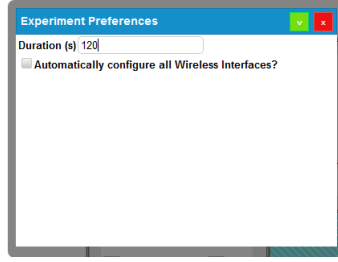 Experiment Preferences v x
Duration (s) 120
Automatically configure all Wireless Interfaces?